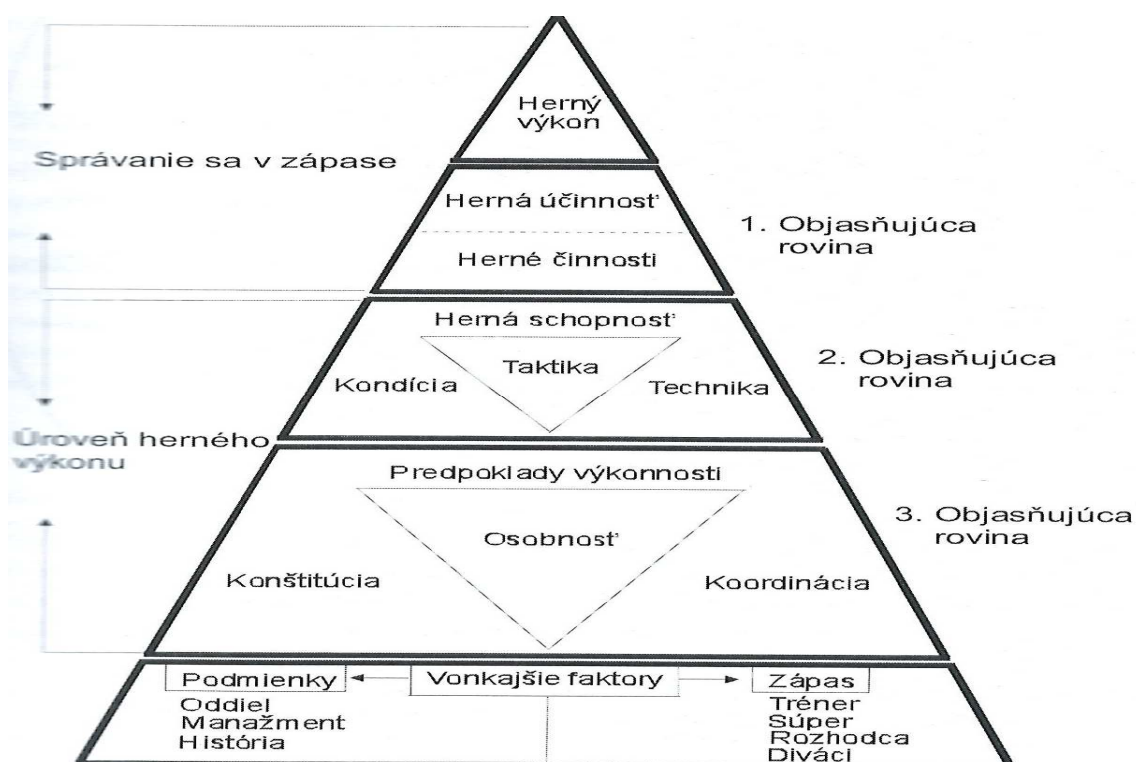 Herný
výkon
Správanie sa v zápase
Herná účinnosť
Herné činnosti
1. Objasňujúca
rovina
Herná schopnosť
Taktika
Kondícia
Technika
2. Objasňujúca
rovina
Úroveň herného
výkonu
Predpoklady výkonnosti
Osobnosť
Konštitúcia
Koordinácia
3. Objasňujúca
rovina
Podmienky
Vonkajšie faktory
Zápas
Oddiel
Manažment
História
Tréner
Súper
Rozhodca
Diváci